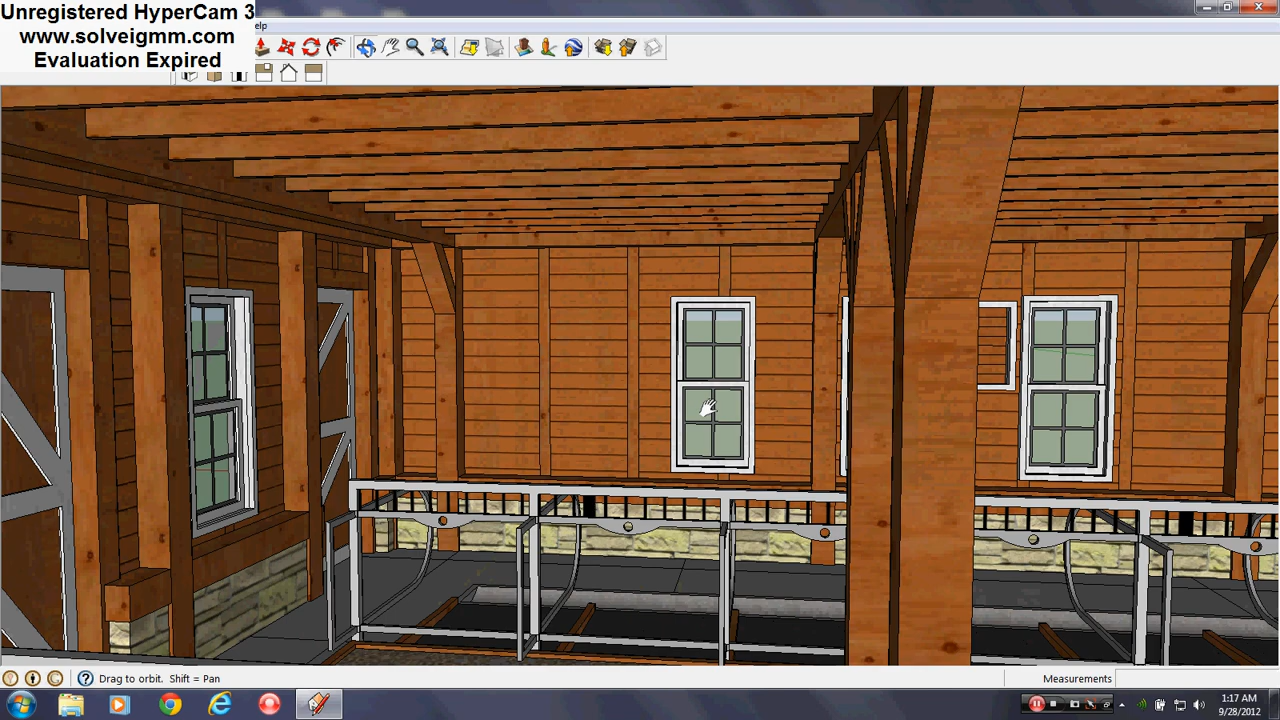 Unregistered HyperCam 3
www.solveigmm.com
Evaluation Expired
elp
Drag to orbit. Shift = Pan
Measurements
1:17 AM
9/28/2012